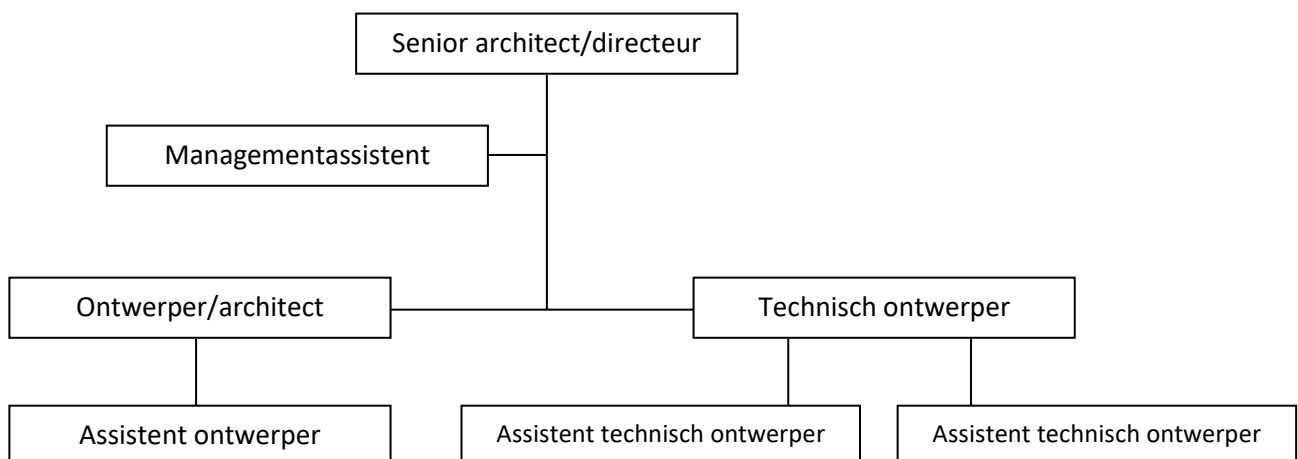 Senior architect/directeur
Managementassistent
Ontwerper/architect
Technisch ontwerper
Assistent ontwerper
Assistent technisch ontwerper
Assistent technisch ontwerper